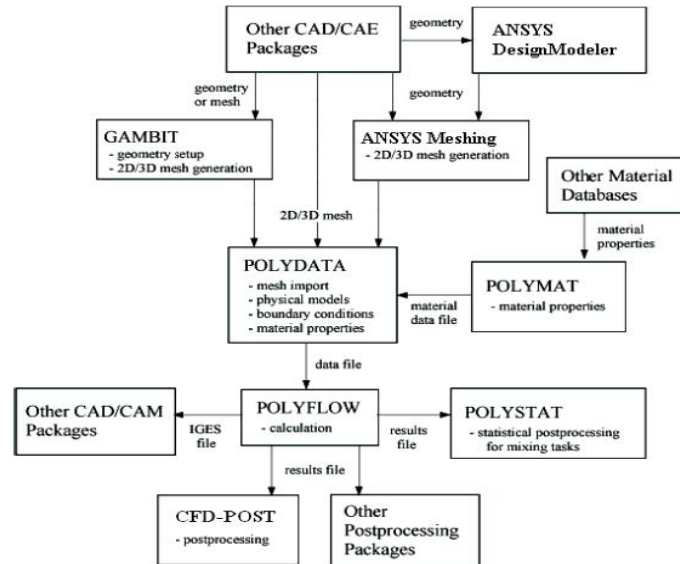 Other CAD/CAE
Packages
geometry
ANSYS
DesignModeler
geometry
or mesh
geometry
GAMBIT
- geometry setup
- 2D/3D mesh generation
ANSYS Meshing
- 2D/3D mesh generation
Other Material
Databases
2D/3D mesh
material
properties
POLYDATA
- mesh import
- physical models
- boundary conditions
- material properties
material
data file
POLYMAT
- material properties
data file
Other CAD/CAM
Packages
IGES
file
POLYFLOW
- calculation
results
file
POLYSTAT
- statistical postprocessing
for mixing tasks
results file
CFD-POST
- postprocessing
Other
Postprocessing
Packages